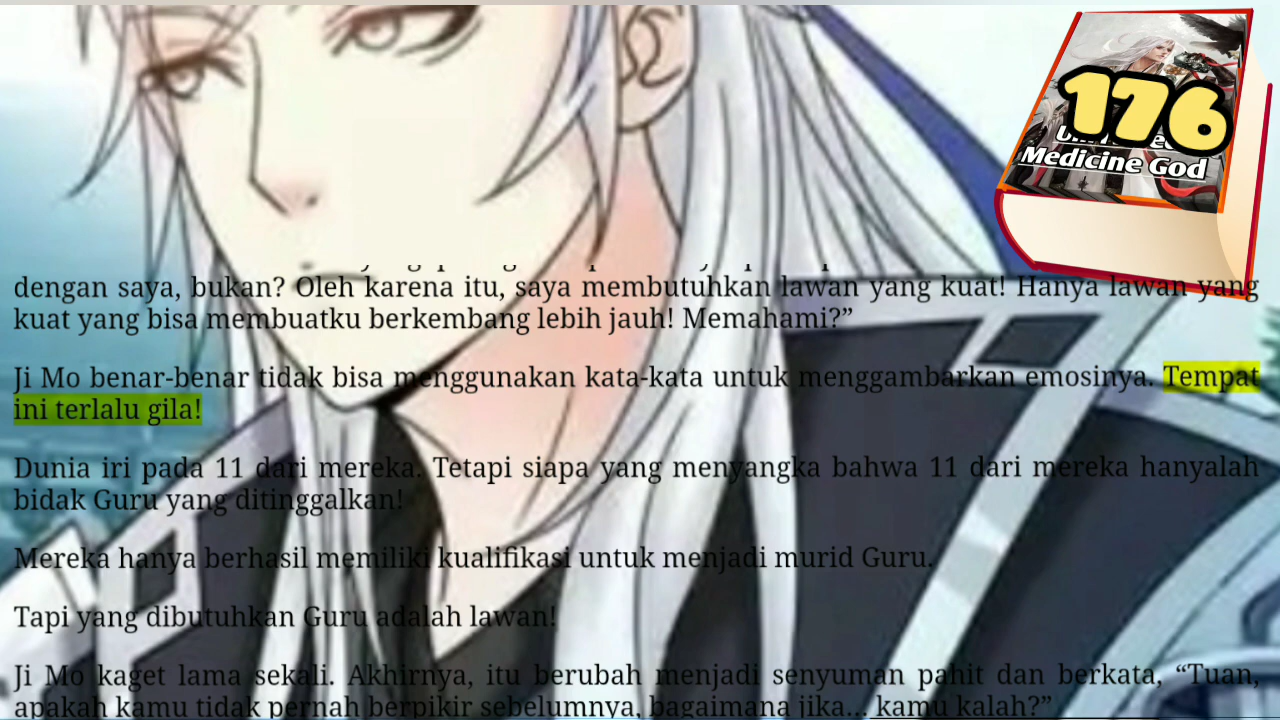 176
Medicine God
dengan saya, bukan? Oleh karena itu, saya membutuhkan lawan yang kuat! Hanya lawan yang
kuat yang bisa membuatku berkembang lebih jauh! Memahami?”
Ji Mo benar-benar tidak bisa menggunakan kata-kata untuk menggambarkan emosinya. Tempat
ini terlalu gila!
Dunia iri pada 11 dari mereka. Tetapi siapa yang menyangka bahwa 11 dari mereka hanyalah
bidak Guru yang ditinggalkan!
Mereka hanya berhasil memiliki kualifikasi untuk menjadi murid Guru.
Tapi yang dibutuhkan Guru adalah lawan!
Ji Mo kaget lama sekali. Akhirnya, itu berubah menjadi senyuman pahit dan berkata, “Tuan,
apakah kamu tidak pernah berpikir sebelumnya, bagaimana jika... kamu kalah?”